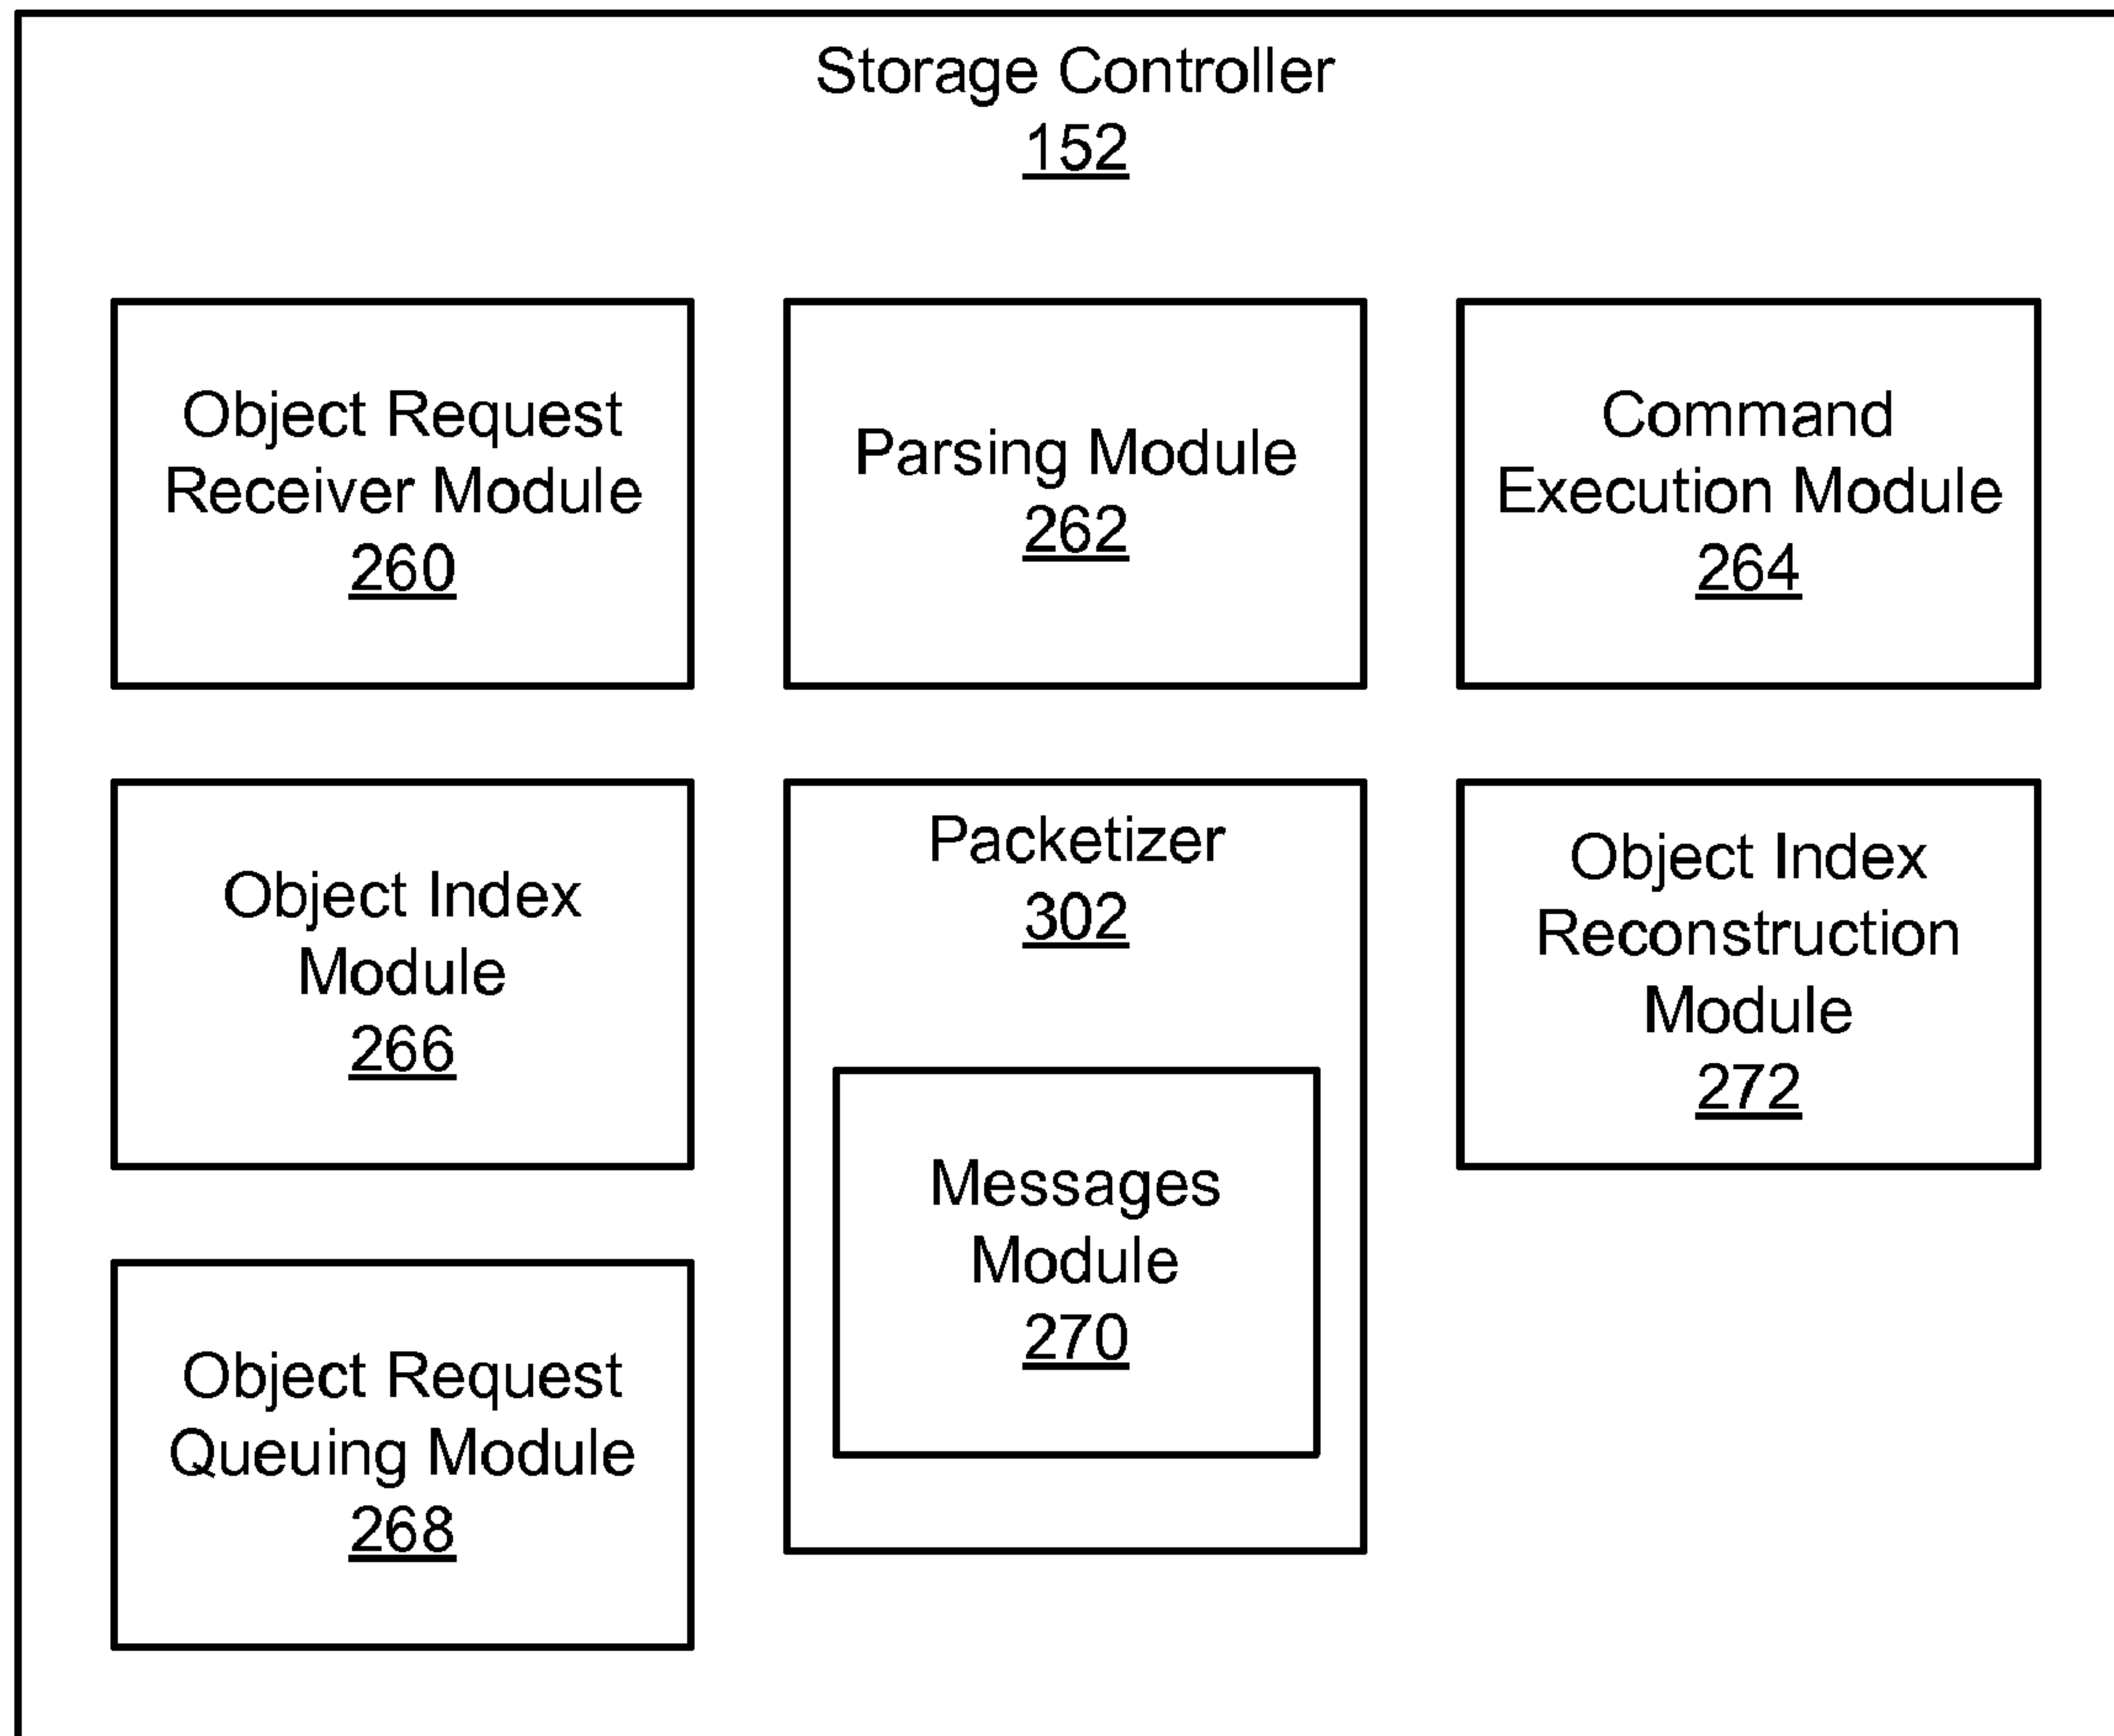 Storage Controller
152
Object Request
Receiver Module
260
Parsing Module
262
Command
Execution Module
264
Object Index
Module
266
Packetizer
302
Messages
Module
270
Object Index
Reconstruction
Module
272
Object Request
Queuing Module
268